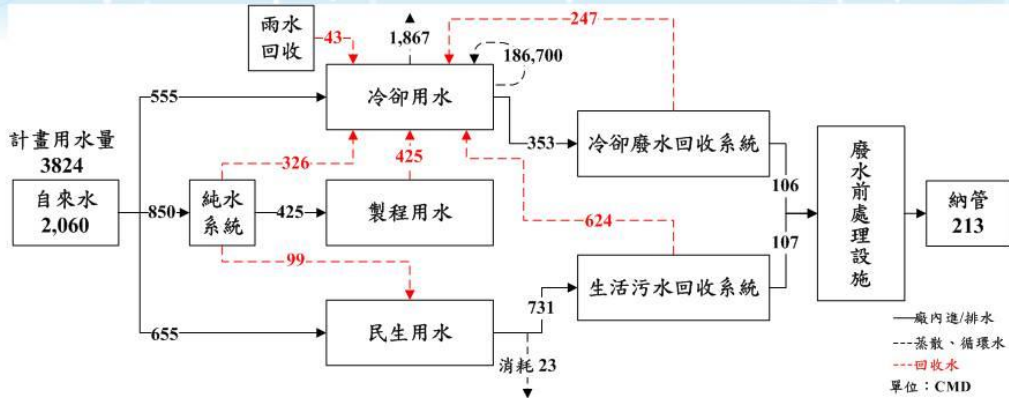 雨水
回收
43
1,867
186,700
247
冷卻用水
555
計畫用水量
3824
自來水
2,060
850
純水
系統
326
425
425
製程用水
99
655
民生用水
353
冷卻廢水回收系統
106
624
生活污水回收系統
107
731
消耗 23
廢水前處理設施
納管
213
廠內進/排水
蒸散、循環水
回收水
單位：CMD